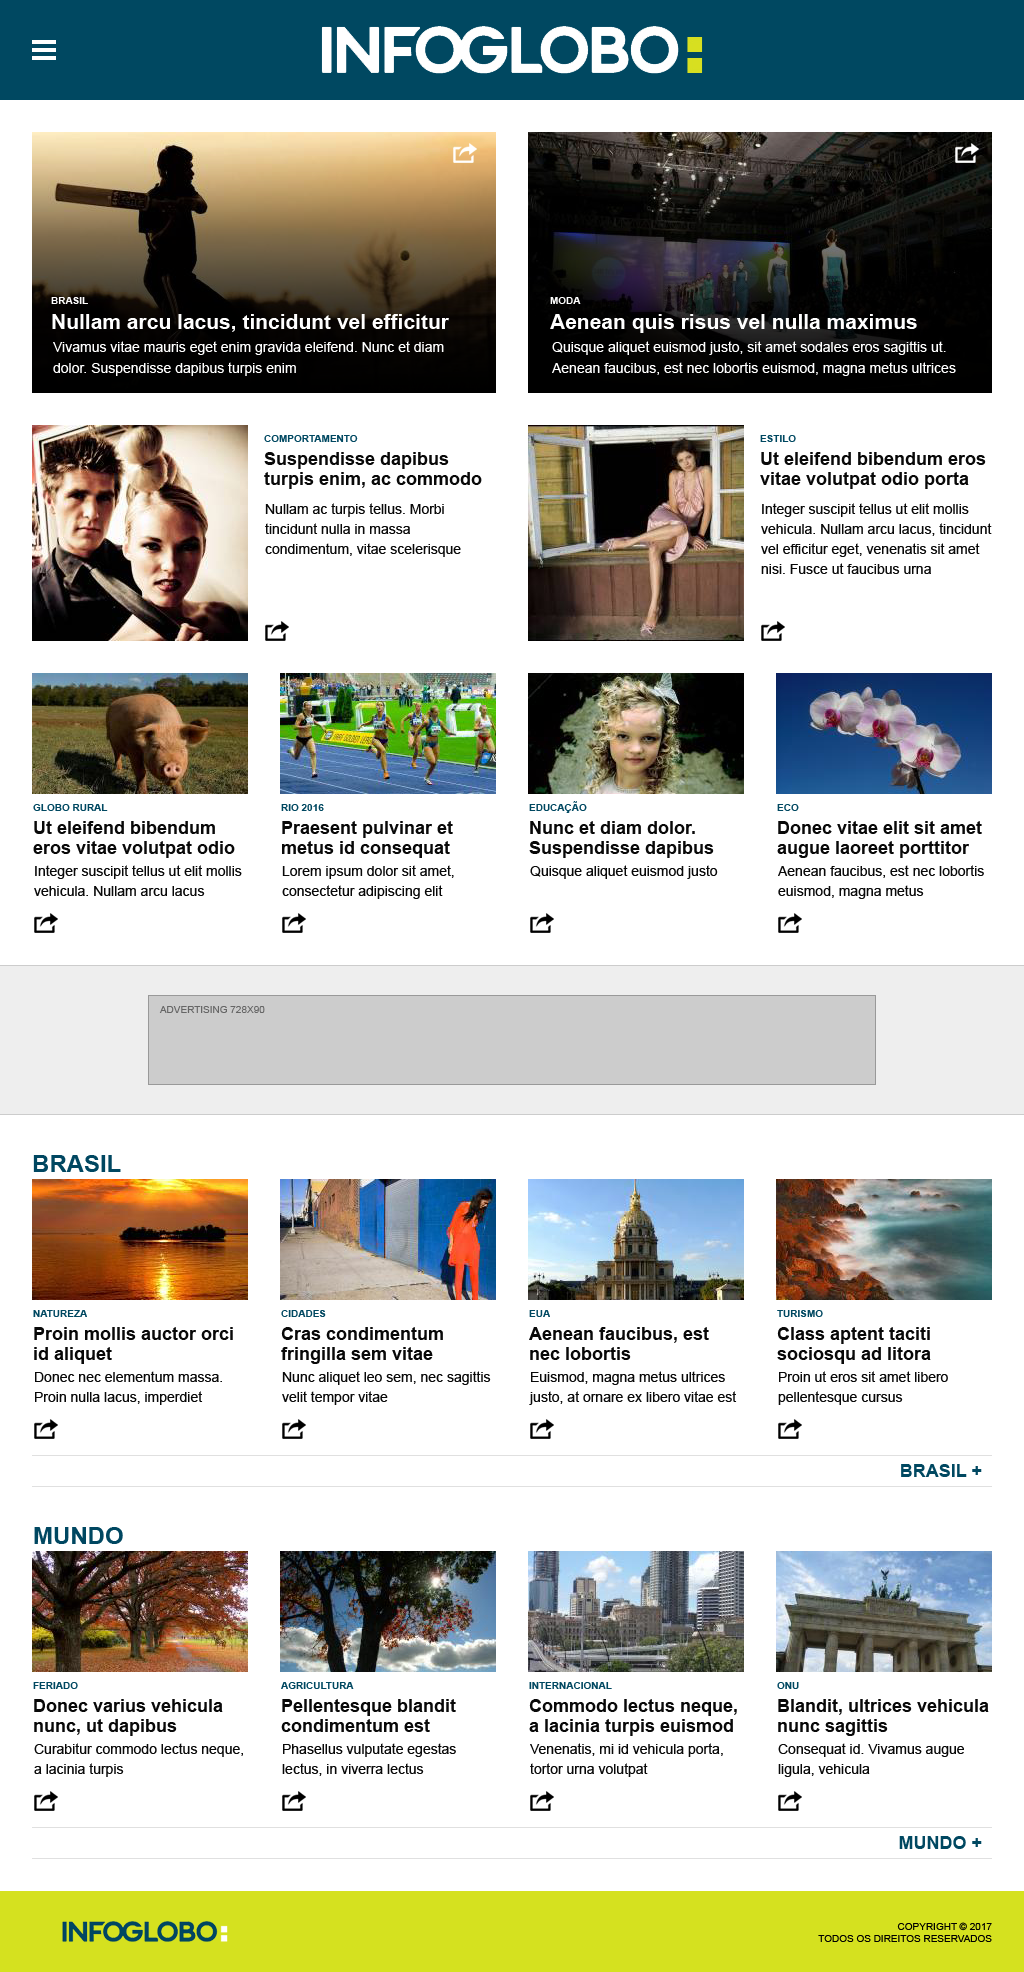 INFOGLOBO:
BRASIL
Nullam arcu lacus, tincidunt vel efficitur
Vivamus vitae mauris eget enim gravida eleifend. Nunc et diam
dolor. Suspendisse dapibus turpis enim
MODA
Aenean quis risus vel nulla maximus
Quisque aliquet euismod justo, sit amet sodales eros sagittis ut.
Aenean faucibus, est nec lobortis euismod, magna metus ultrices
COMPORTAMENTO
Suspendisse dapibus
turpis enim, ac commodo
Nullam ac turpis tellus. Morbi
tincidunt nulla in massa
condimentum, vitae scelerisque
ESTILO
Ut eleifend bibendum eros
vitae volutpat odio porta
Integer suscipit tellus ut elit mollis
vehicula. Nullam arcu lacus, tincidunt
vel efficitur eget, venenatis sit amet
nisi. Fusce ut faucibus urna
GLOBO RURAL
Ut eleifend bibendum
eros vitae volutpat odio
Integer suscipit tellus ut elit mollis
vehicula. Nullam arcu lacus
RIO 2016
Praesent pulvinar et
metus id consequat
Lorem ipsum dolor sit amet,
consectetur adipiscing elit
EDUCAÇÃO
Nunc et diam dolor.
Suspendisse dapibus
Quisque aliquet euismod justo
ECO
Donec vitae elit sit amet
augue laoreet porttitor
Aenean faucibus, est nec lobortis
euismod, magna metus
ADVERTISING 728X90
BRASIL
NATUREZA
Proin mollis auctor orci
id aliquet
Donec nec elementum massa.
Proin nulla lacus, imperdiet
CIDADES
Cras condimentum
fringilla sem vitae
Nunc aliquet leo sem, nec sagittis
velit tempor vitae
EUA
Aenean faucibus, est
nec lobortis
Euismod, magna metus ultrices
justo, at ornare ex libero vitae est
TURISMO
Class aptent taciti
sociosqu ad litora
Proin ut eros sit amet libero
pellentesque cursus
BRASIL +
MUNDO
FERIADO
Donec varius vehicula
nunc, ut dapibus
Curabitur commodo lectus neque,
a lacinia turpis
AGRICULTURA
Pellentesque blandit
condimentum est
Phasellus vulputate egestas
lectus, in viverra lectus
INTERNACIONAL
Commodo lectus neque,
a lacinia turpis euismod
Venenatis, mi id vehicula porta,
tortor urna volutpat
ONU
Blandit, ultrices vehicula
nunc sagittis
Consequat id. Vivamus augue
ligula, vehicula
MUNDO +
INFOGLOBO:
COPYRIGHT © 2017
TODOS OS DIREITOS RESERVADOS